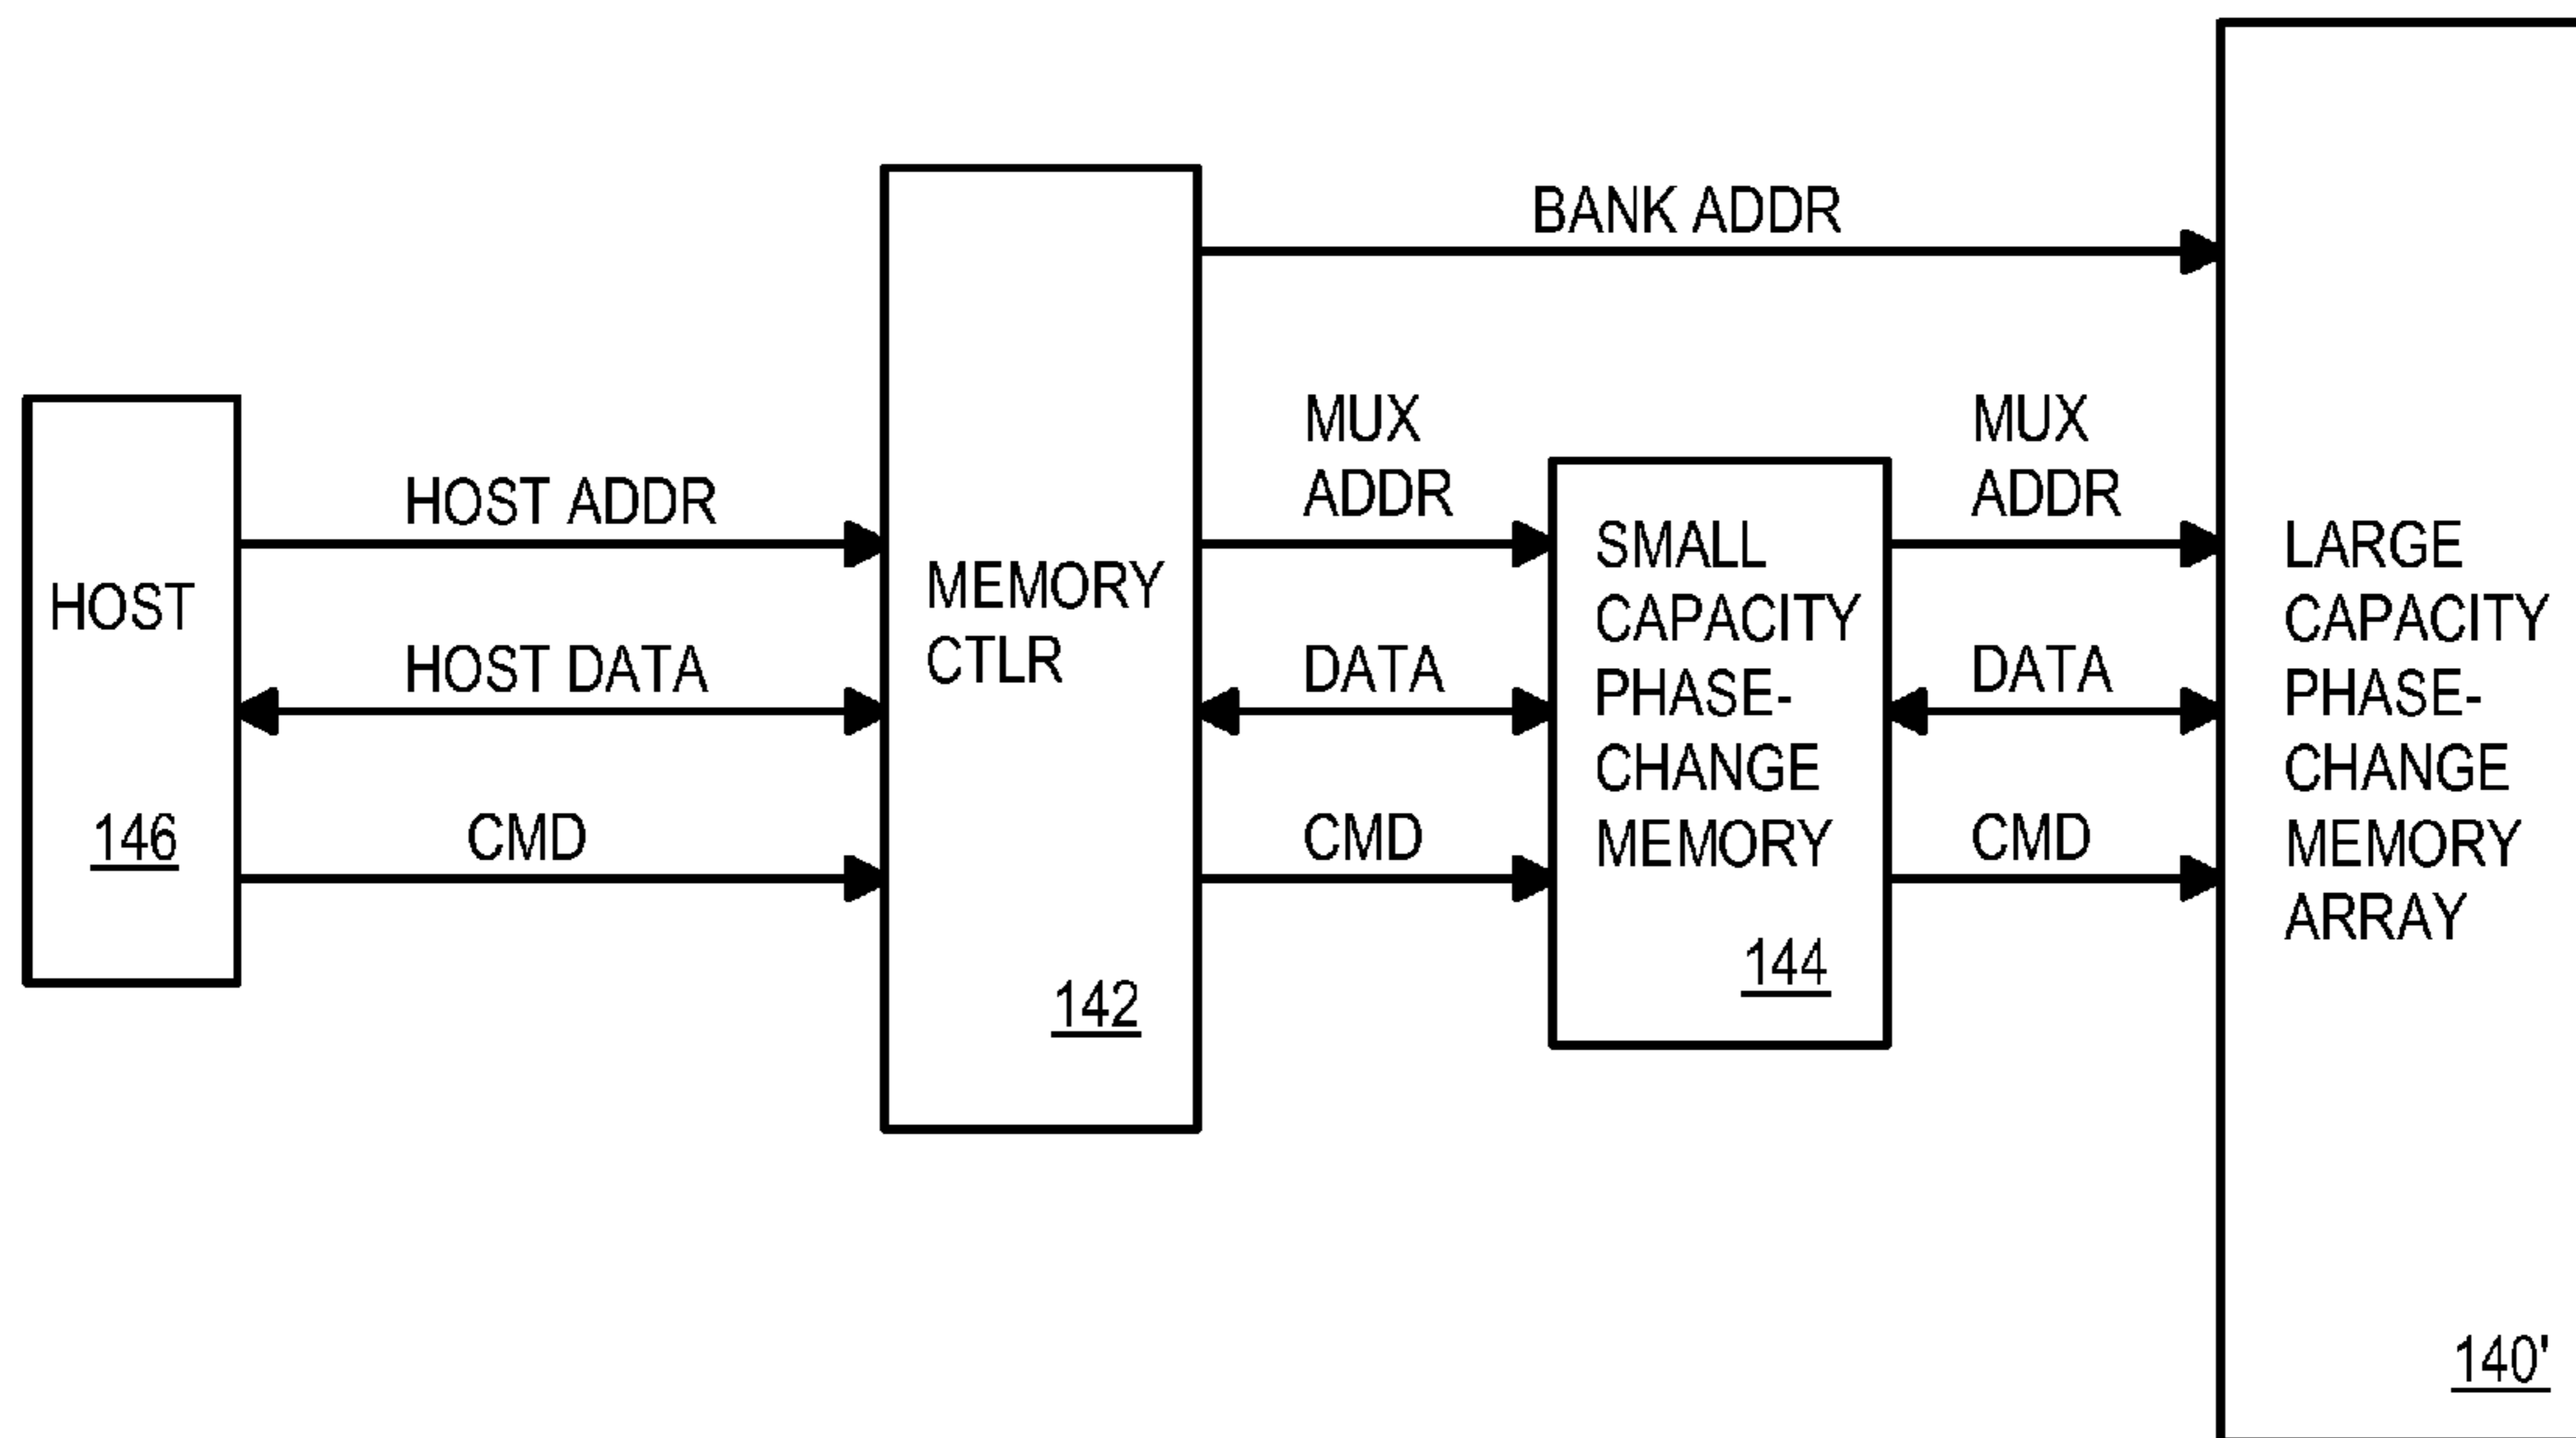 HOST
146
HOST ADDR
HOST DATA
CMD
MEMORY
CTLR
142
BANK ADDR
MUX
ADDR
DATA
CMD
SMALL
CAPACITY
PHASE-
CHANGE
MEMORY
144
MUX
ADDR
DATA
CMD
LARGE
CAPACITY
PHASE-
CHANGE
MEMORY
ARRAY
140'